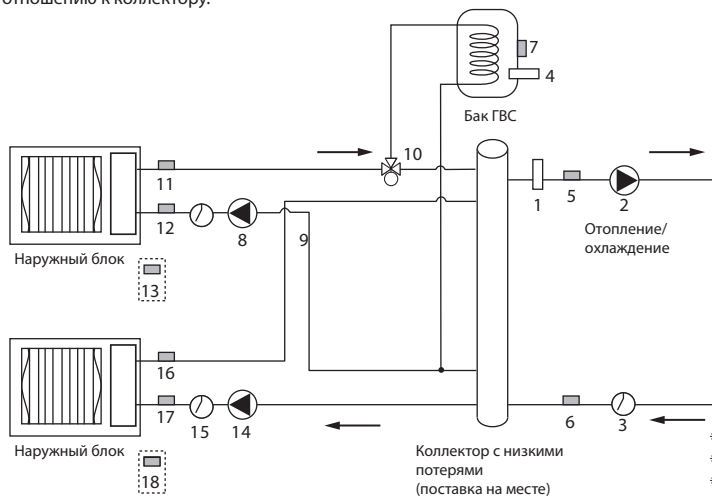 отношению к коллектору.
7
4
Бак ГВС
10
11
12
8
9
1
5
2
Отопление/
охлаждение
Наружный блок
13
16
17
15
14
6
3
Наружный блок
18
Коллектор с низкими
потерями
(поставка на месте)
*
*
*